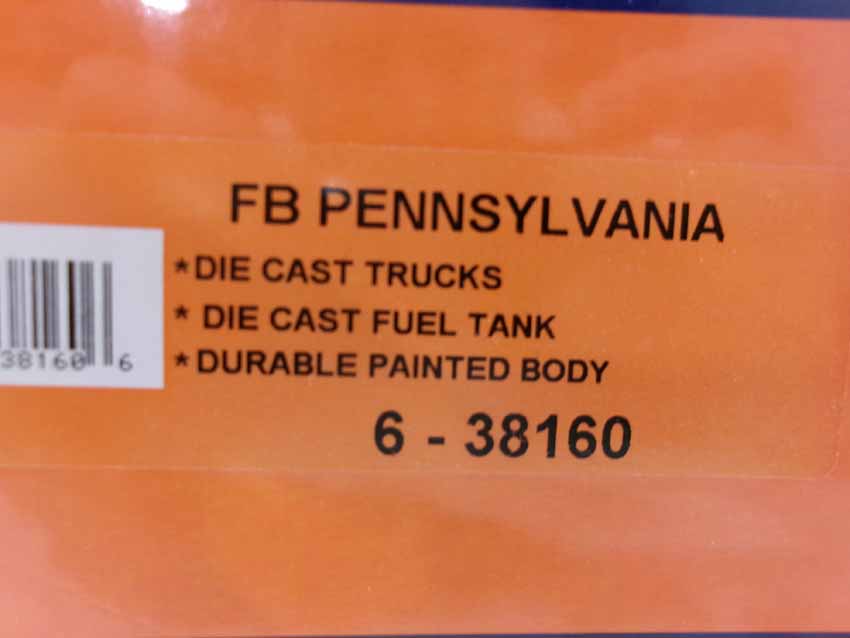 FB PENNSYLVANIA
*DIE CAST TRUCKS
* DIE CAST FUEL TANK
*DURABLE PAINTED BODY
38160 6
6 - 38160